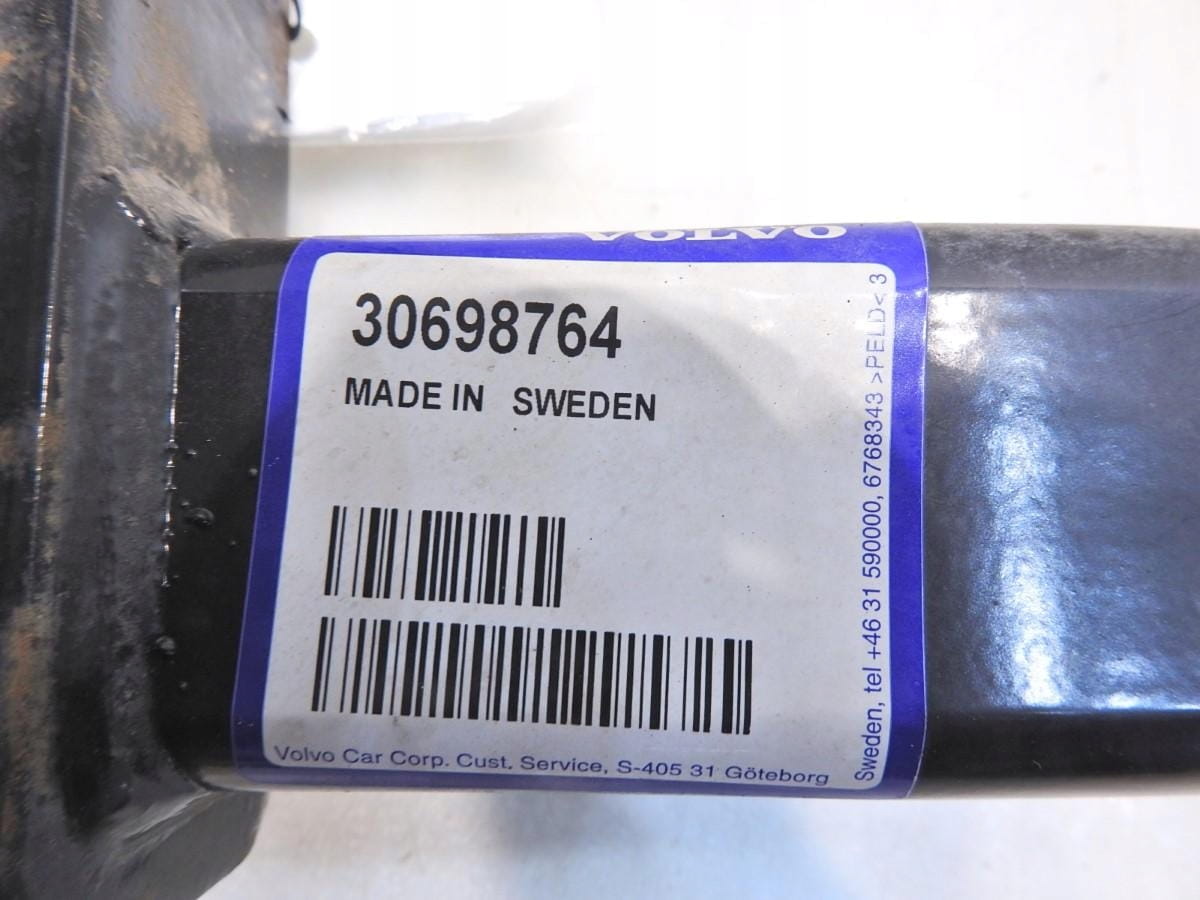 VOLVO
30698764
MADE IN SWEDEN
Volvo Car Corp. Cust. Service, S-405 31 Göteborg
Sweden, tel +46 31 590000, 6768343 >PELD< 3